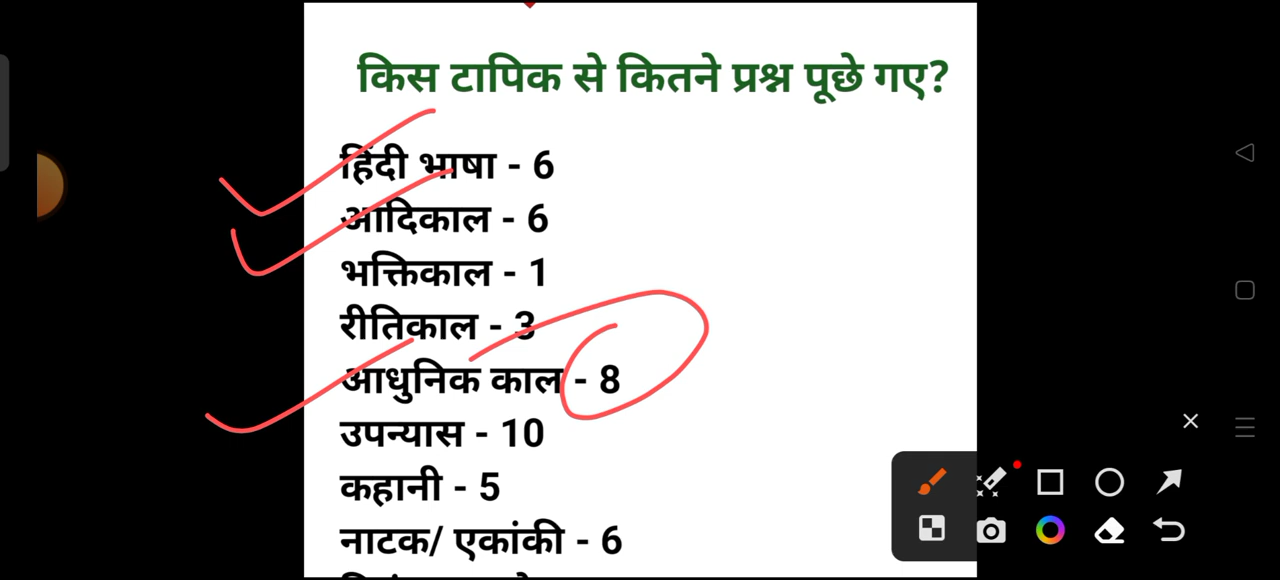 किस टापिक से कितने प्रश्न पूछे गए?
हिंदी भाषा - 6
आदिकाल - 6
भक्तिकाल - 1
रीतिकाल - 3
आधुनिक काल - 8
उपन्यास - 10
कहानी - 5
नाटक/ एकांकी - 6